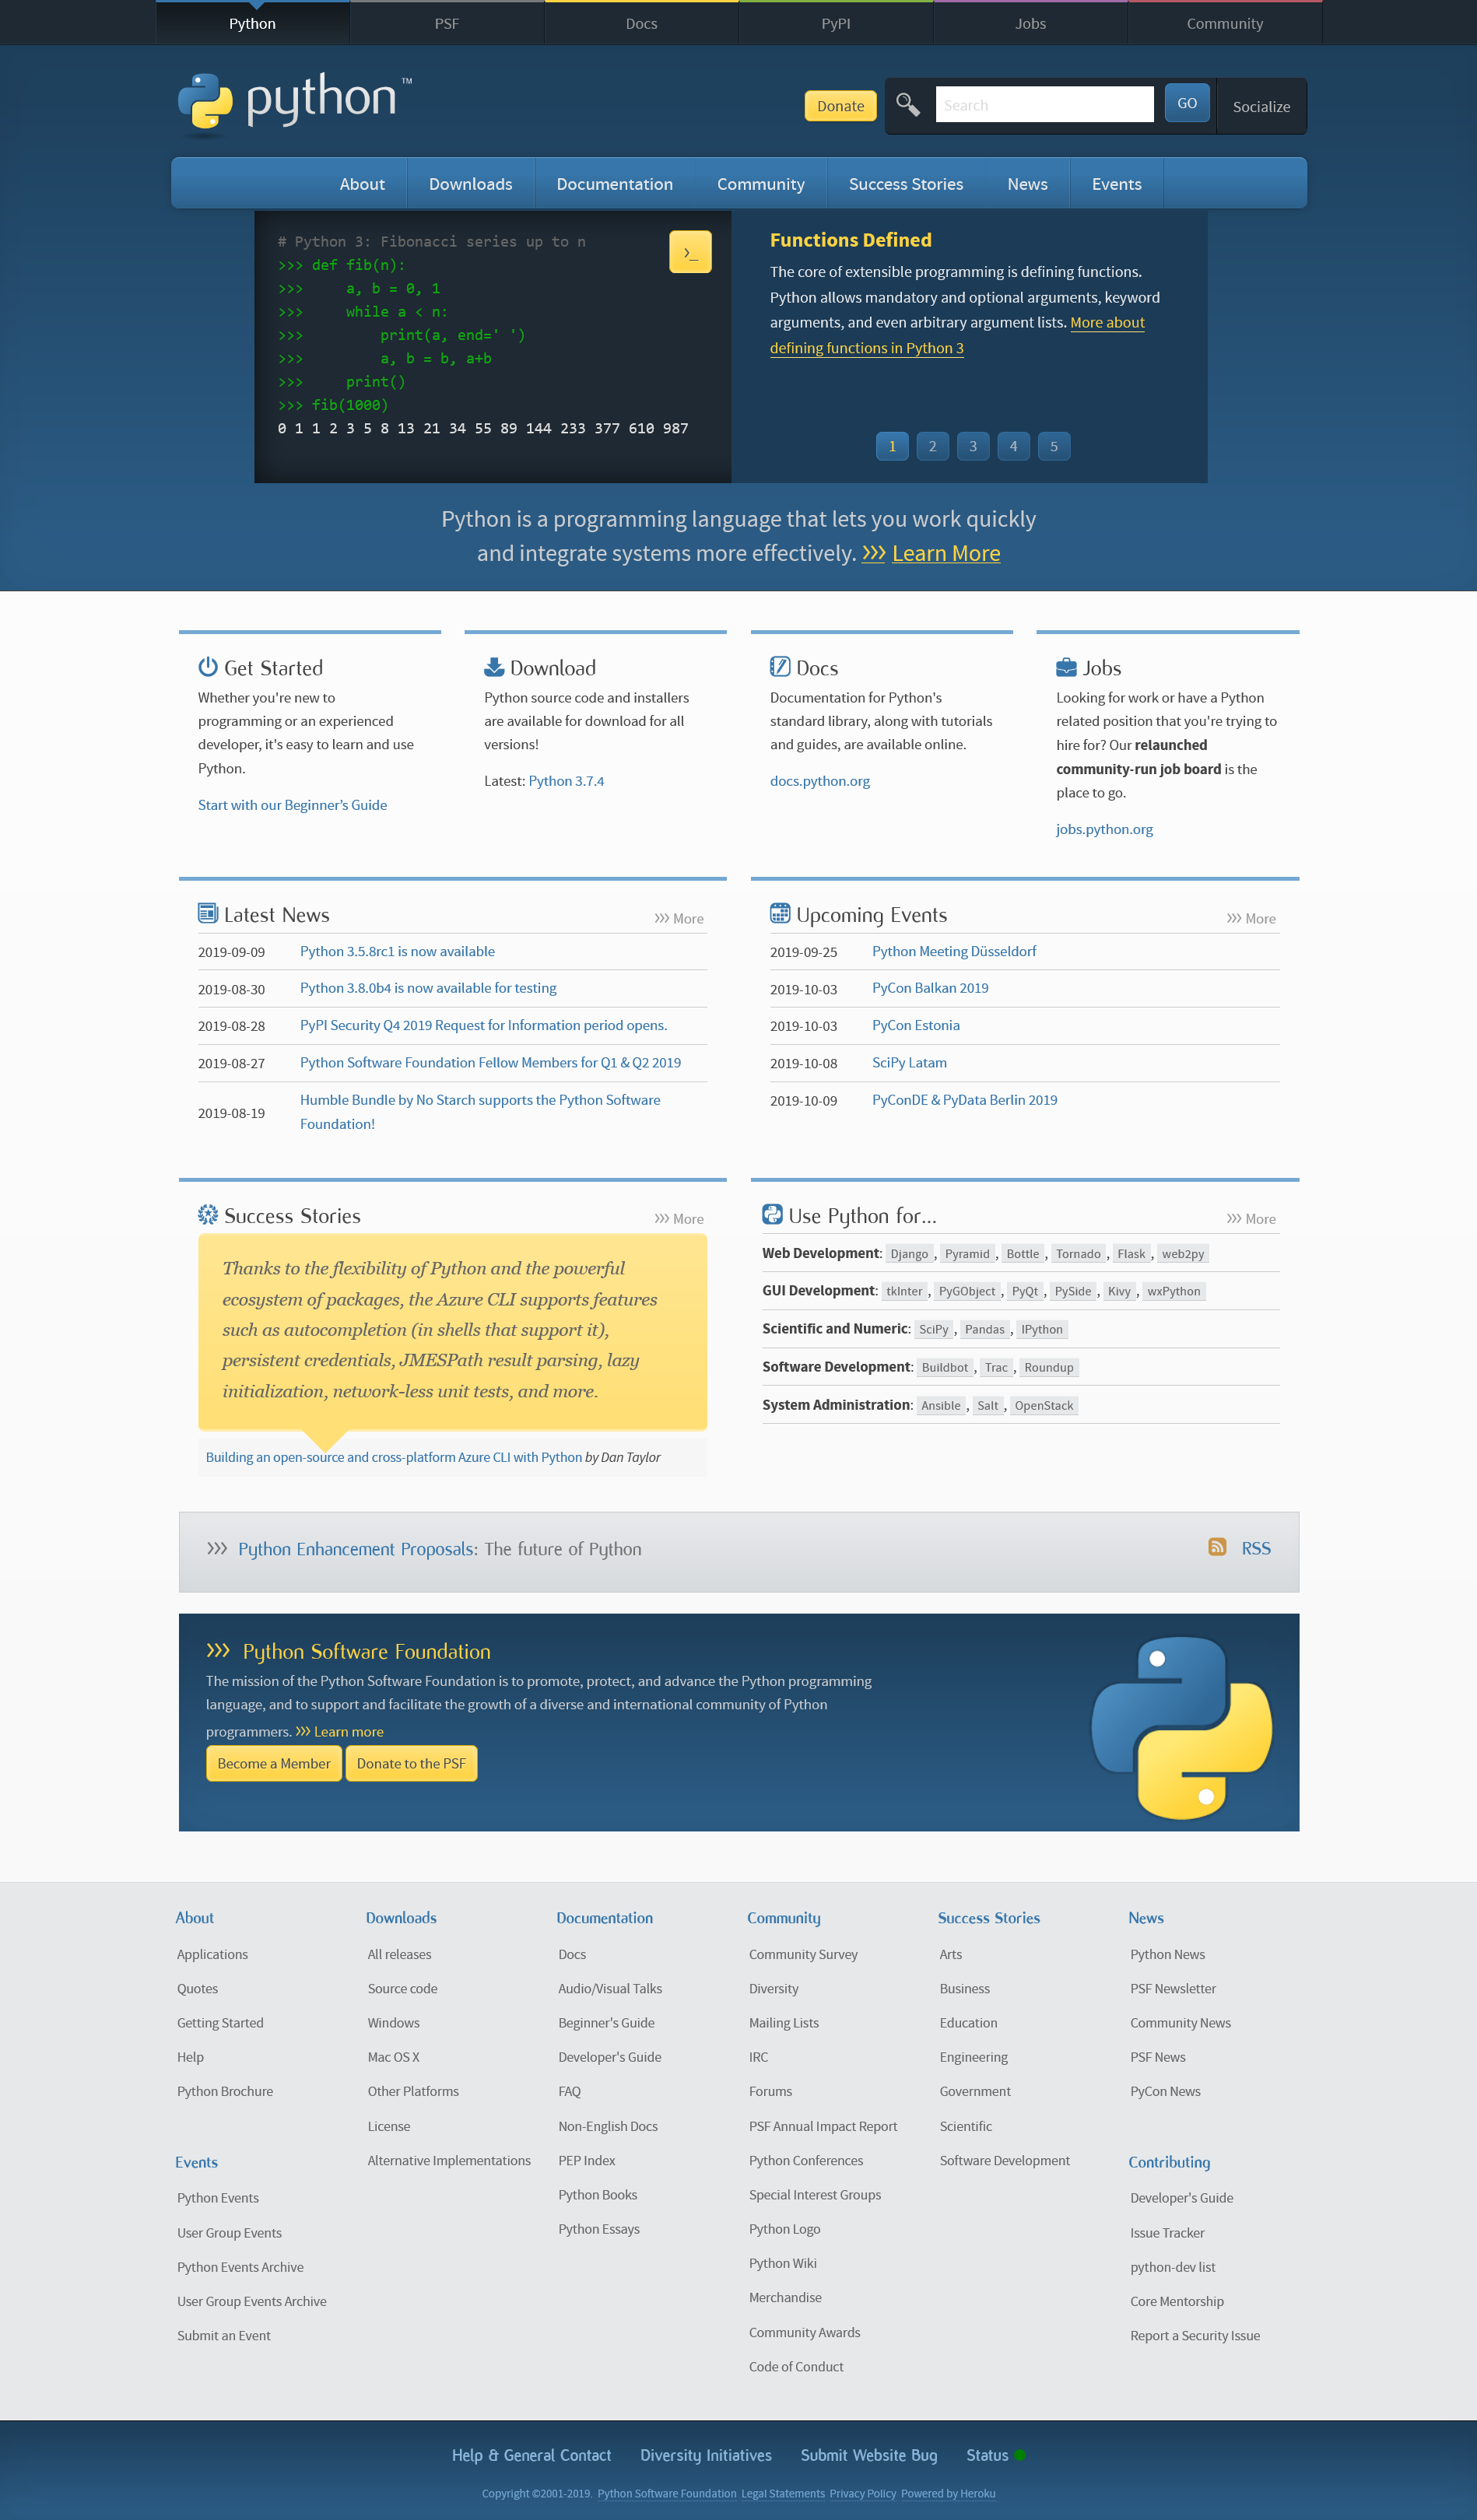 Python
PSF
Docs
PyPI
Jobs
Community
python™
Donate
Search
GO
Socialize
About
Downloads
Documentation
Community
Success Stories
News
Events
# Python 3: Fibonacci series up to n
>>> def fib(n):
>>>     a, b = 0, 1
>>>     while a < n:
>>>         print(a, end=' ')
>>>         a, b = b, a+b
>>>     print()
>>> fib(1000)
0 1 1 2 3 5 8 13 21 34 55 89 144 233 377 610 987
>_
Functions Defined
The core of extensible programming is defining functions.
Python allows mandatory and optional arguments, keyword
arguments, and even arbitrary argument lists. More about
defining functions in Python 3
1 2 3 4 5
Python is a programming language that lets you work quickly
and integrate systems more effectively. >>> Learn More
Get Started
Whether you're new to
programming or an experienced
developer, it's easy to learn and use
Python.
Start with our Beginner’s Guide
Download
Python source code and installers
are available for download for all
versions!
Latest: Python 3.7.4
Docs
Documentation for Python's
standard library, along with tutorials
and guides, are available online.
docs.python.org
Jobs
Looking for work or have a Python
related position that you're trying to
hire for? Our relaunched
community-run job board is the
place to go.
jobs.python.org
Latest News
>>> More
2019-09-09 Python 3.5.8rc1 is now available
2019-08-30 Python 3.8.0b4 is now available for testing
2019-08-28 PyPI Security Q4 2019 Request for Information period opens.
2019-08-27 Python Software Foundation Fellow Members for Q1 & Q2 2019
2019-08-19 Humble Bundle by No Starch supports the Python Software
Foundation!
Upcoming Events
>>> More
2019-09-25 Python Meeting Düsseldorf
2019-10-03 PyCon Balkan 2019
2019-10-03 PyCon Estonia
2019-10-08 SciPy Latam
2019-10-09 PyConDE & PyData Berlin 2019
Success Stories
>>> More
Thanks to the flexibility of Python and the powerful
ecosystem of packages, the Azure CLI supports features
such as autocompletion (in shells that support it),
persistent credentials, JMESPath result parsing, lazy
initialization, network-less unit tests, and more.
Building an open-source and cross-platform Azure CLI with Python by Dan Taylor
Use Python for…
>>> More
Web Development: Django, Pyramid, Bottle, Tornado, Flask, web2py
GUI Development: tkInter, PyGObject, PyQt, PySide, Kivy, wxPython
Scientific and Numeric: SciPy, Pandas, IPython
Software Development: Buildbot, Trac, Roundup
System Administration: Ansible, Salt, OpenStack
>>> Python Enhancement Proposals: The future of Python
RSS
>>> Python Software Foundation
The mission of the Python Software Foundation is to promote, protect, and advance the Python programming
language, and to support and facilitate the growth of a diverse and international community of Python
programmers. >>> Learn more
Become a Member
Donate to the PSF
About
Applications
Quotes
Getting Started
Help
Python Brochure
Downloads
All releases
Source code
Windows
Mac OS X
Other Platforms
License
Alternative Implementations
Documentation
Docs
Audio/Visual Talks
Beginner's Guide
Developer's Guide
FAQ
Non-English Docs
PEP Index
Python Books
Python Essays
Community
Community Survey
Diversity
Mailing Lists
IRC
Forums
PSF Annual Impact Report
Python Conferences
Special Interest Groups
Python Logo
Python Wiki
Merchandise
Community Awards
Code of Conduct
Success Stories
Arts
Business
Education
Engineering
Government
Scientific
Software Development
News
Python News
PSF Newsletter
Community News
PSF News
PyCon News
Events
Python Events
User Group Events
Python Events Archive
User Group Events Archive
Submit an Event
Contributing
Developer's Guide
Issue Tracker
python-dev list
Core Mentorship
Report a Security Issue
Help & General Contact
Diversity Initiatives
Submit Website Bug
Status
Copyright ©2001-2019. Python Software Foundation Legal Statements Privacy Policy Powered by Heroku